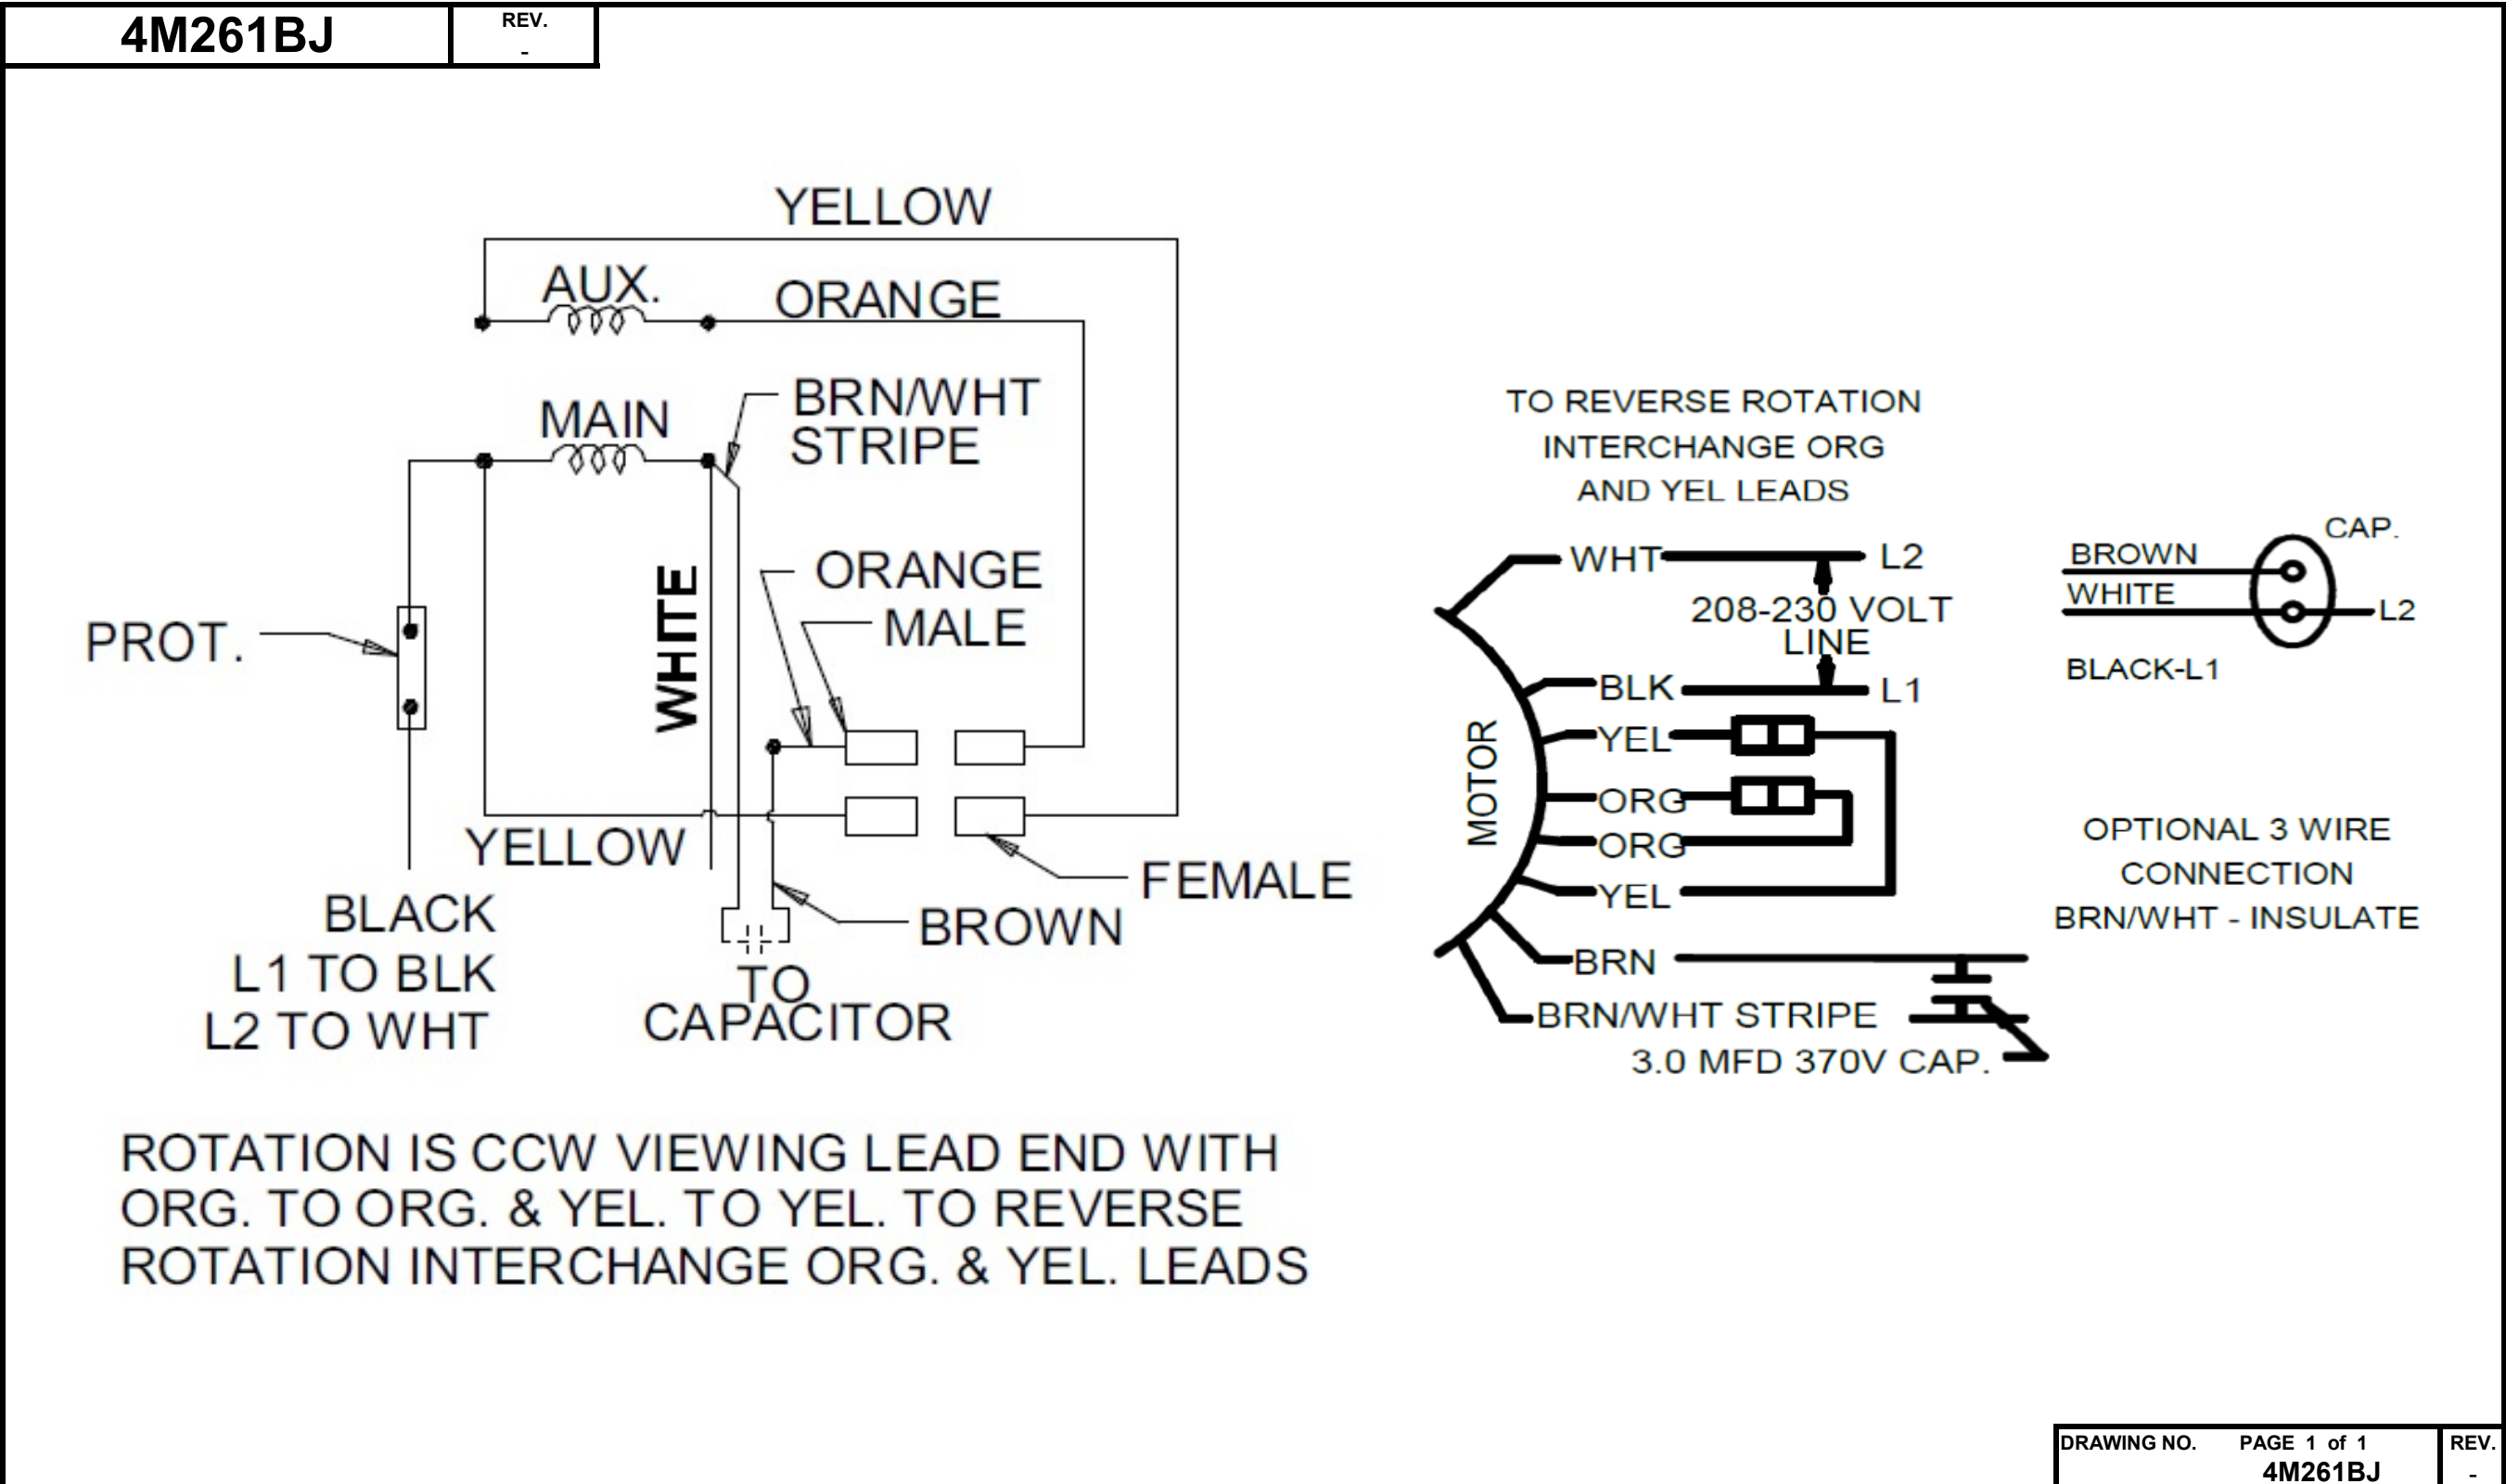 4M261BJ
REV.
-
YELLOW
AUX.
ORANGE
BRN/WHT
STRIPE
MAIN
WHITE
ORANGE
MALE
PROT.
YELLOW
FEMALE
BROWN
BLACK
L1 TO BLK
L2 TO WHT
TO
CAPACITOR
ROTATION IS CCW VIEWING LEAD END WITH
ORG. TO ORG. & YEL. TO YEL. TO REVERSE
ROTATION INTERCHANGE ORG. & YEL. LEADS
TO REVERSE ROTATION
INTERCHANGE ORG
AND YEL LEADS
WHT
L2
208-230 VOLT
LINE
BLK
L1
MOTOR
YEL
ORG
ORG
YEL
BRN
BRN/WHT STRIPE
3.0 MFD 370V CAP.
CAP.
BROWN
WHITE
L2
BLACK-L1
OPTIONAL 3 WIRE
CONNECTION
BRN/WHT - INSULATE
DRAWING NO. PAGE 1 of 1
4M261BJ
REV.
-